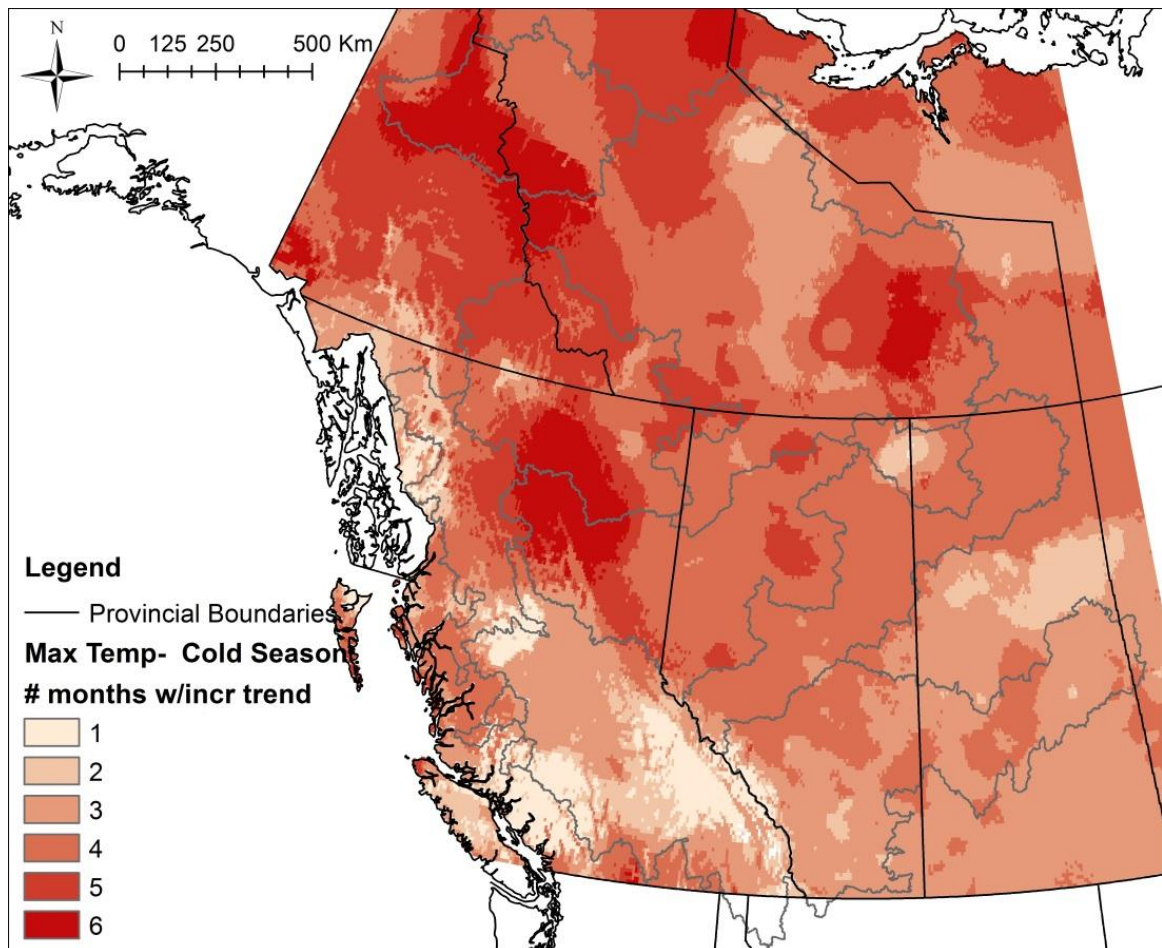 N
0 125 250 500 Km
Legend
Provincial Boundaries
Max Temp- Cold Season
# months w/incr trend
1
2
3
4
5
6